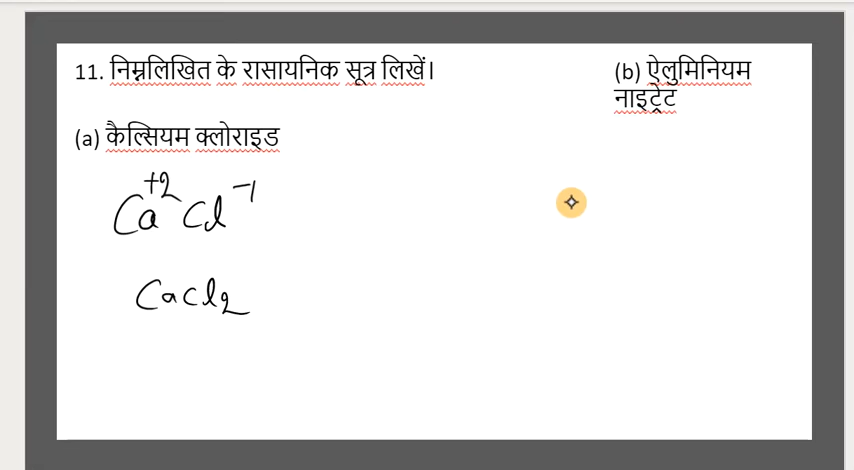 11. निम्नलिखित के रासायनिक सूत्र लिखें।
(a) कैल्सियम क्लोराइड
Ca⁺² Cl⁻¹
CaCl₂
(b) ऐलुमिनियम
नाइट्रेट